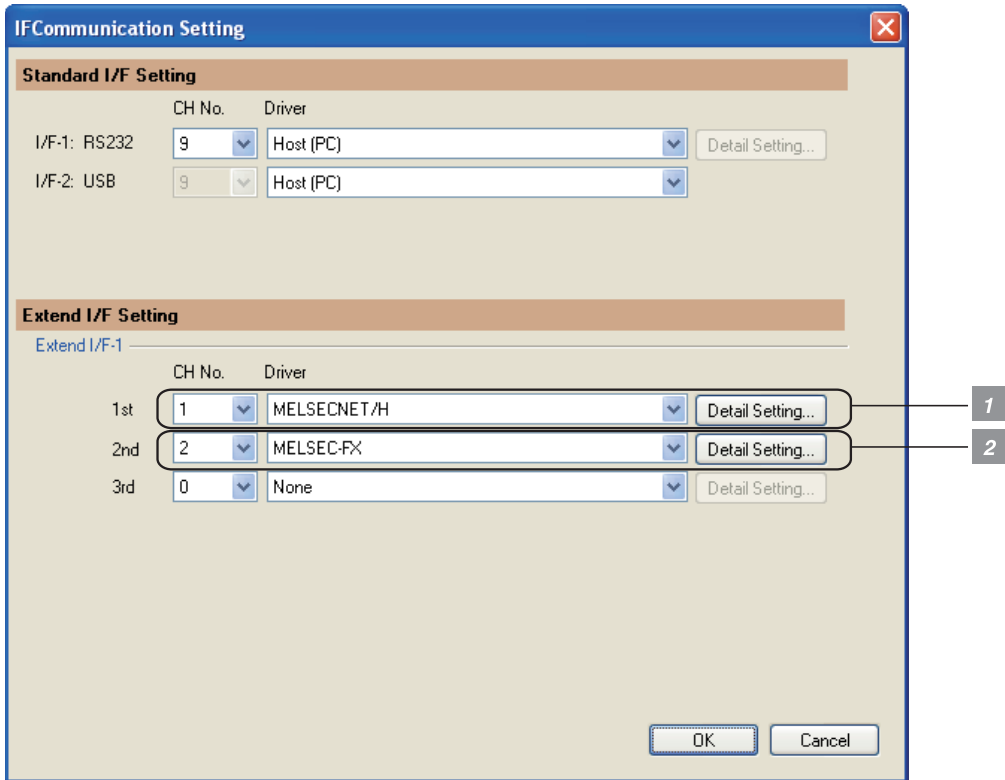 IFCommunication Setting
Standard I/F Setting
CH No. Driver
I/F-1: RS232 9 Host (PC) Detail Setting...
I/F-2: USB 9 Host (PC)
Extend I/F Setting
Extend I/F-1
CH No. Driver
1st 1 MELSECNET/H Detail Setting... 1
2nd 2 MELSEC-FX Detail Setting... 2
3rd 0 None Detail Setting...
OK Cancel